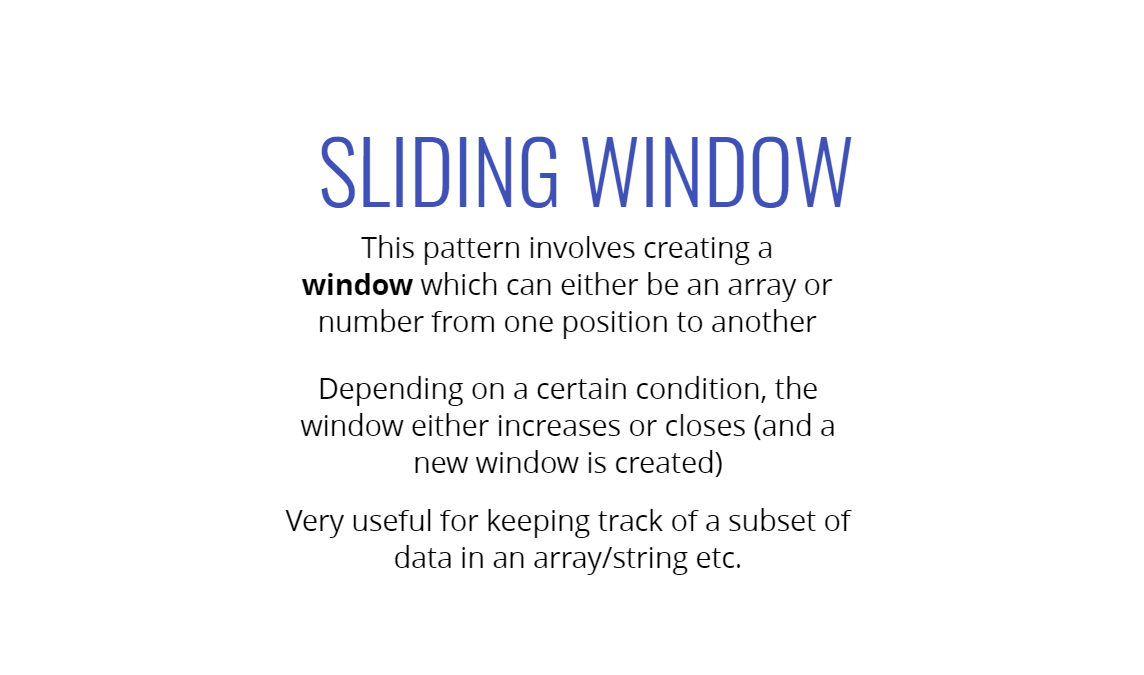 SLIDING WINDOW
This pattern involves creating a
window which can either be an array or
number from one position to another
Depending on a certain condition, the
window either increases or closes (and a
new window is created)
Very useful for keeping track of a subset of
data in an array/string etc.